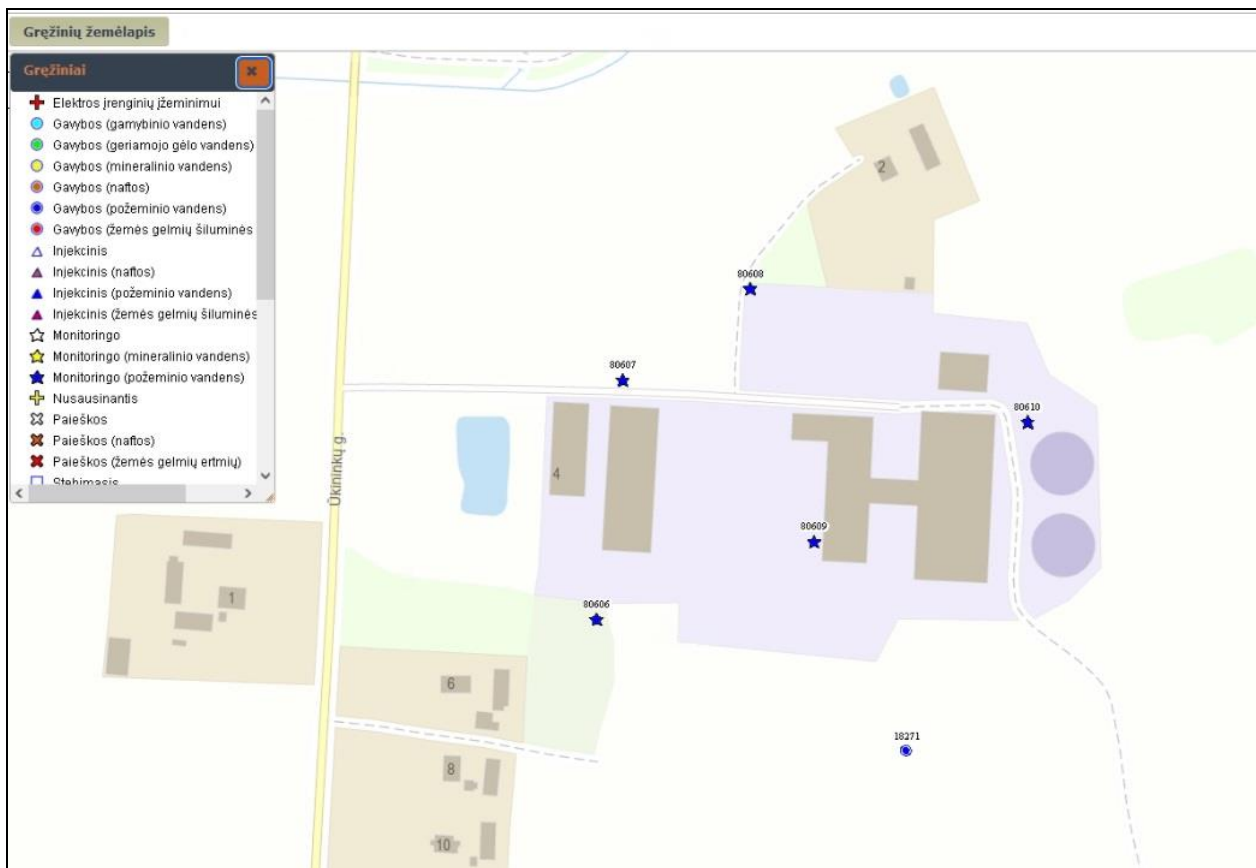 Gręžinių žemėlapis
Gręžiniai
Elektros įrenginių įžeminimui
Gavybos (gamybinio vandens)
Gavybos (geriamojo gėlo vandens)
Gavybos (mineralinio vandens)
Gavybos (naftos)
Gavybos (požeminio vandens)
Gavybos (žemės gelmių šiluminės
Injekcinis
Injekcinis (naftos)
Injekcinis (požeminio vandens)
Injekcinis (žemės gelmių šiluminės
Monitoringo
Monitoringo (mineralinio vandens)
Monitoringo (požeminio vandens)
Nusausinantis
Paieškos
Paieškos (naftos)
Paieškos (žemės gelmių ertmių)
Stebimasis
2
80608
80607
80610
Ūkininkų g.
4
80609
1
80606
6
18271
8
10